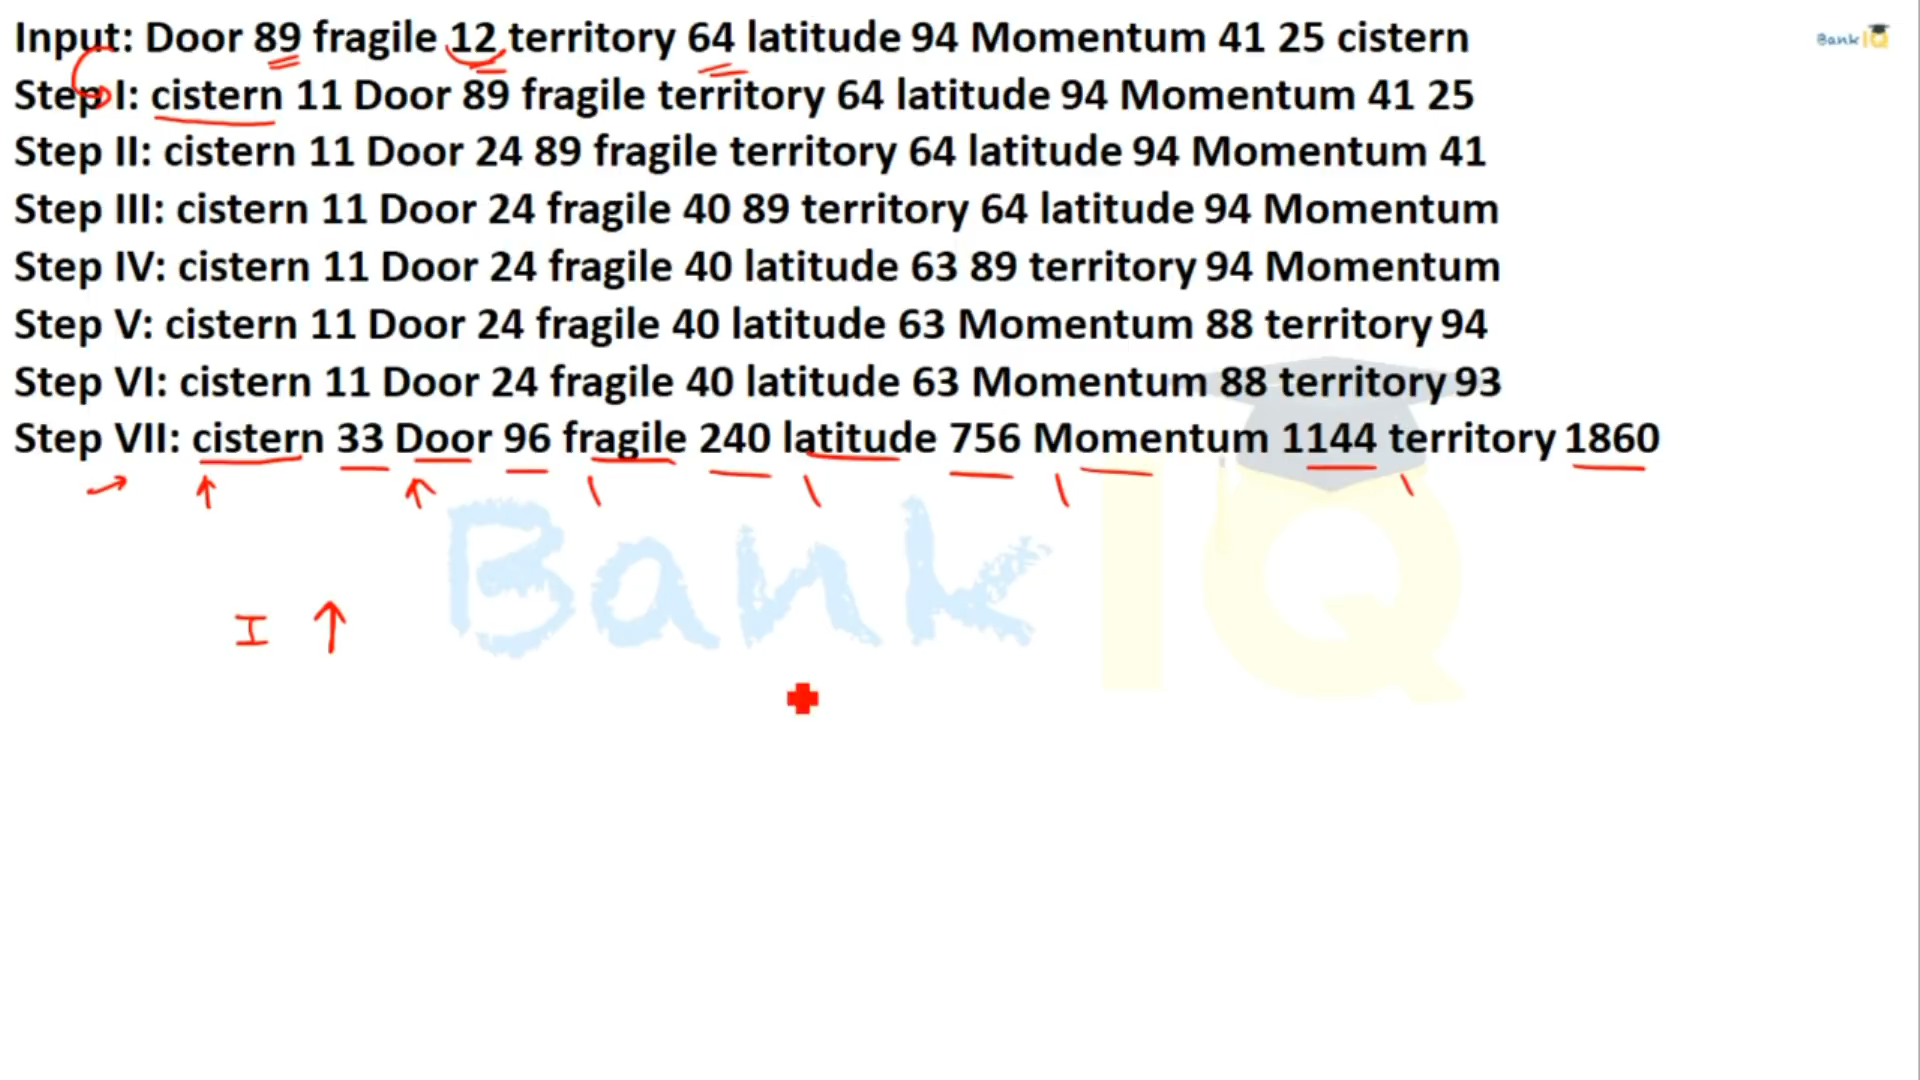 Input: Door 89 fragile 12 territory 64 latitude 94 Momentum 41 25 cistern
Bank IQ
Step I: cistern 11 Door 89 fragile territory 64 latitude 94 Momentum 41 25
Step II: cistern 11 Door 24 89 fragile territory 64 latitude 94 Momentum 41
Step III: cistern 11 Door 24 fragile 40 89 territory 64 latitude 94 Momentum
Step IV: cistern 11 Door 24 fragile 40 latitude 63 89 territory 94 Momentum
Step V: cistern 11 Door 24 fragile 40 latitude 63 Momentum 88 territory 94
Step VI: cistern 11 Door 24 fragile 40 latitude 63 Momentum 88 territory 93
Step VII: cistern 33 Door 96 fragile 240 latitude 756 Momentum 1144 territory 1860
Bank IQ
I ↑